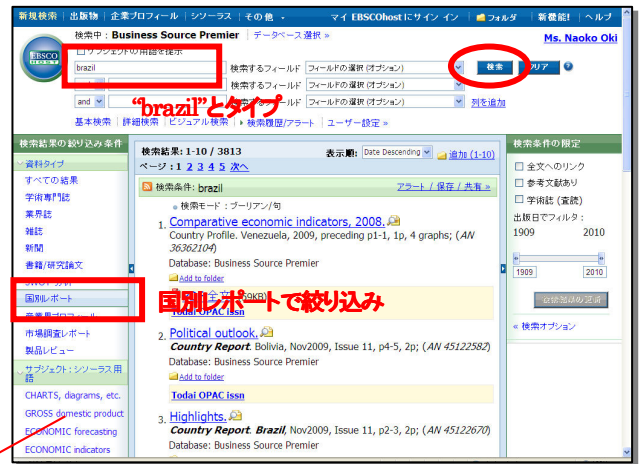 新規検索 | 出版物 | 企業プロフィール | シソーラス | その他 マイ EBSCOhost にサイン イン | フォルダ 新機能! | ヘルプ
検索中 : Business Source Premier | データベース選択 »
Ms. Naoko Oki
サブジェクトの用語を提示
EBSCO HOST
brazil 検索するフィールド フィールドの選択 (オプション) 検索 クリア
検索するフィールド フィールドの選択 (オプション)
and フィールドの選択 (オプション) 列を追加
"brazil"とタイプ
基本検索 | 詳細検索 | ビジュアル検索 | 検索履歴/アラート | ユーザー設定 »
検索結果の絞り込み条件
資料タイプ
すべての結果
学術専門誌
業界誌
雑誌
新聞
書籍/研究論文
国別レポート
市場調査レポート
製品レビュー
サブジェクト: シソーラス用語
CHARTS, diagrams, etc.
GROSS domestic product
ECONOMIC forecasting
ECONOMIC indicators
検索結果: 1-10 / 3813 表示順: Date Descending 追加 (1-10)
ページ : 1 2 3 4 5 次へ
検索条件: brazil アラート / 保存 / 共有 »
検索モード : ブーリアン/句
1. Comparative economic indicators, 2008.
Country Profile. Venezuela, 2009, preceding p1-1, 1p, 4 graphs; (AN 36362104)
Database: Business Source Premier
Add to folder
国別レポートで絞り込み
Todai OPAC issn
2. Political outlook.
Country Report. Bolivia, Nov2009, Issue 11, p4-5, 2p; (AN 45122582)
Database: Business Source Premier
Add to folder
Todai OPAC issn
3. Highlights.
Country Report. Brazil, Nov2009, Issue 11, p2-3, 2p; (AN 45122670)
Database: Business Source Premier
検索条件の限定
全文へのリンク
参考文献あり
学術誌 (査読)
出版日でフィルタ :
1909 2010
1909 2010
« 検索オプション